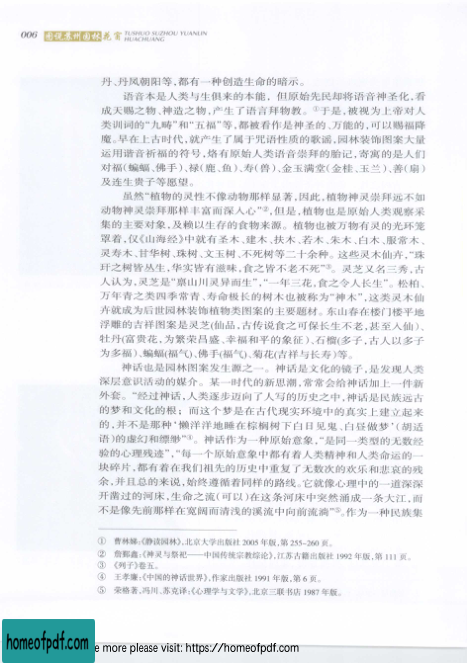 006 图说苏州园林花窗 TUSHUO SUZHOU YUANLIN
HUACHUANG
丹、丹凤朝阳等,都有一种创造生命的暗示。
语音本是人类与生俱来的本能,但原始先民却将语音神圣化,看
成天赐之物、神造之物,产生了语言拜物教。①于是,被视为上帝对人
类训词的“九畴”和“五福”等,都被看作是神圣的、万能的,可以赐福降
魔。早在上古时代,就产生了属于咒语性质的歌谣,园林装饰图案大量
运用谐音祈福的符号,烙有原始人类语音崇拜的胎记,寄寓的是人们
对福(蝙蝠、佛手)、禄(鹿、鱼)、寿(兽)、金玉满堂(金桂、玉兰)、善(扇)
及连生贵子等愿望。
虽然“植物的灵性不像动物那样显著,因此,植物神灵崇拜远不如
动物神灵崇拜那样丰富而深入人心”②,但是,植物也是原始人类观察采
集的主要对象,及赖以生存的食物来源。植物也被万物有灵的光环笼
罩着,仅《山海经》中就有圣木、建木、扶木、若木、朱木、白木、服常木、
灵寿木、甘华树、珠树、文玉树、不死树等二十余种。这些灵木仙卉,“珠
玕之树皆丛生,华实皆有滋味,食之皆不老不死”③。灵芝又名三秀,古
人认为,灵芝是“禀山川灵异而生”,“一年三花,食之令人长生”。松柏、
万年青之类四季常青、寿命极长的树木也被称为“神木”,这类灵木仙
卉就成为后世园林装饰植物类图案的主要题材。东山春在楼门楼平地
浮雕的吉祥图案是灵芝(仙品,古传说食之可保长生不老,甚至人仙)、
牡丹(富贵花,为繁荣昌盛、幸福和平的象征)、石榴(多子,古人以多子
为多福)、蝙蝠(福气)、佛手(福气)、菊花(吉祥与长寿)等。
神话也是园林图案发生源之一。神话是文化的镜子,是发现人类
深层意识活动的媒介。某一时代的新思潮,常常会给神话加上一件新
外套。“经过神话,人类逐步迈向了人写的历史之中,神话是民族远古
的梦和文化的根;而这个梦是在古代现实环境中的真实上建立起来
的,并不是那种‘懒洋洋地睡在棕榈树下白日见鬼、白昼做梦’(胡适
语)的虚幻和缥缈”④。神话作为一种原始意象,“是同一类型的无数经
验的心理残迹”,“每一个原始意象中都有着人类精神和人类命运的一
块碎片,都有着在我们祖先的历史中重复了无数次的欢乐和悲哀的残
余,并且总的来说,始终遵循着同样的路线。它就像心理中的一道深深
开凿过的河床,生命之流(可以)在这条河床中突然涌成一条大江,而
不是像先前那样在宽阔而清浅的溪流中向前流淌”⑤。作为一种民族集
① 曹林娣:《静读园林》,北京大学出版社 2005 年版,第 255-260 页。
② 詹鄞鑫:《神灵与祭祀——中国传统宗教综论》,江苏古籍出版社 1992 年版,第 111 页。
③ 《列子》卷五。
④ 王孝廉:《中国的神话世界》,作家出版社 1991 年版,第 6 页。
⑤ 荣格著,冯川、苏克译:《心理学与文学》,北京三联书店 1987 年版。
homeofpdf.com
e more please visit: https://homeofpdf.com